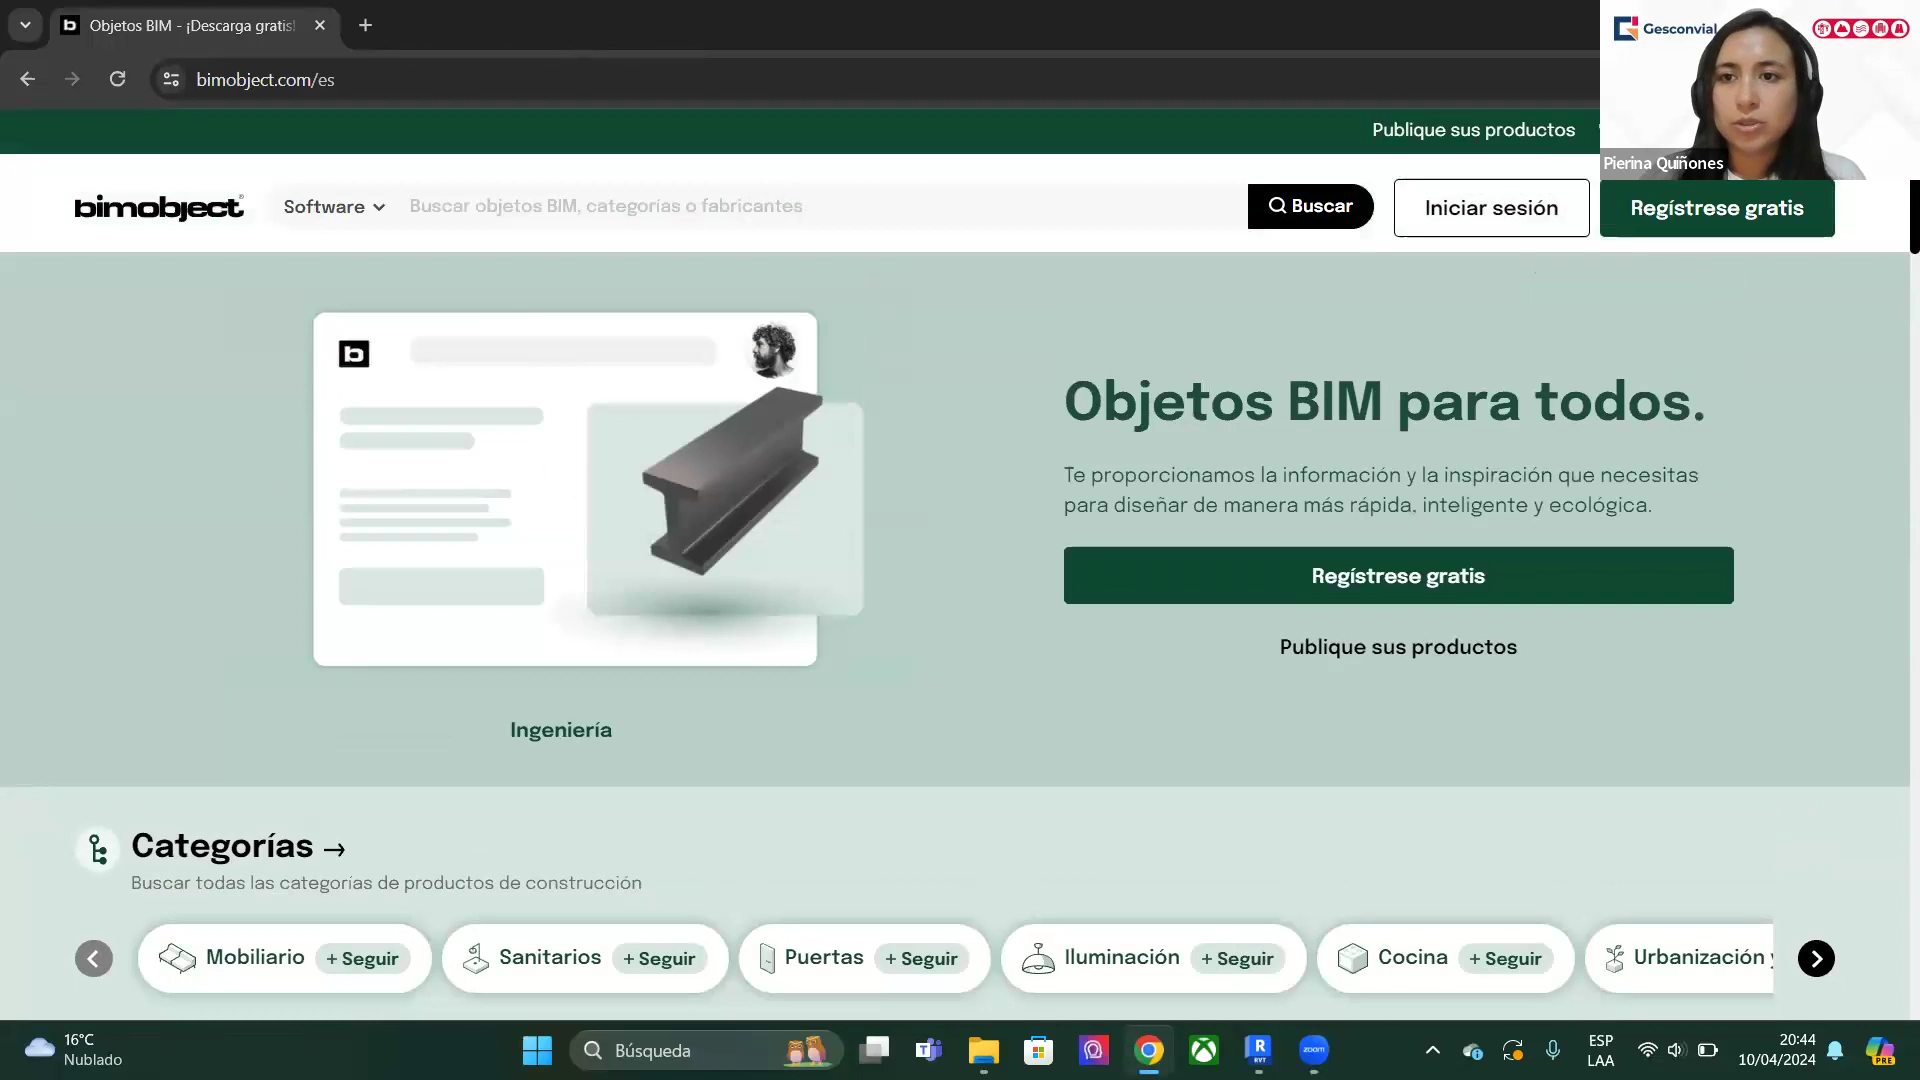 Objetos BIM - ¡Descarga gratis!
bimobject.com/es
Gesconvial
Pierina Quiñones
Publique sus productos
bimobject
Software
Buscar objetos BIM, categorías o fabricantes
Buscar
Iniciar sesión
Regístrese gratis
b
Objetos BIM para todos.
Te proporcionamos la información y la inspiración que necesitas
para diseñar de manera más rápida, inteligente y ecológica.
Regístrese gratis
Publique sus productos
Ingeniería
Categorías →
Buscar todas las categorías de productos de construcción
Mobiliario + Seguir
Sanitarios + Seguir
Puertas + Seguir
Iluminación + Seguir
Cocina + Seguir
Urbanización y
16°C
Nublado
Búsqueda
R
RVT
zoom
ESP
LAA
20:44
10/04/2024
PRE